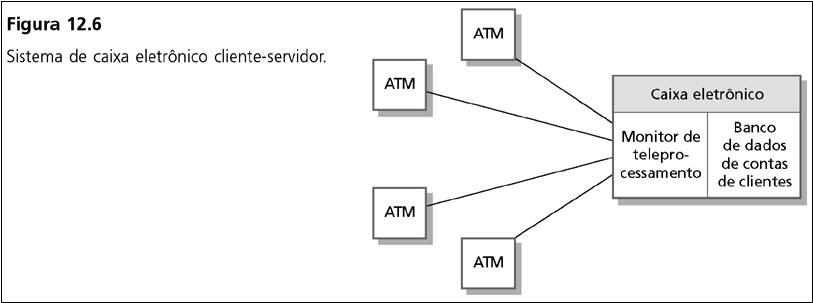 Figura 12.6
Sistema de caixa eletrônico cliente-servidor.
ATM
ATM
ATM
ATM
Caixa eletrônico
Monitor de
telepro-
cessamento
Banco
de dados
de contas
de clientes